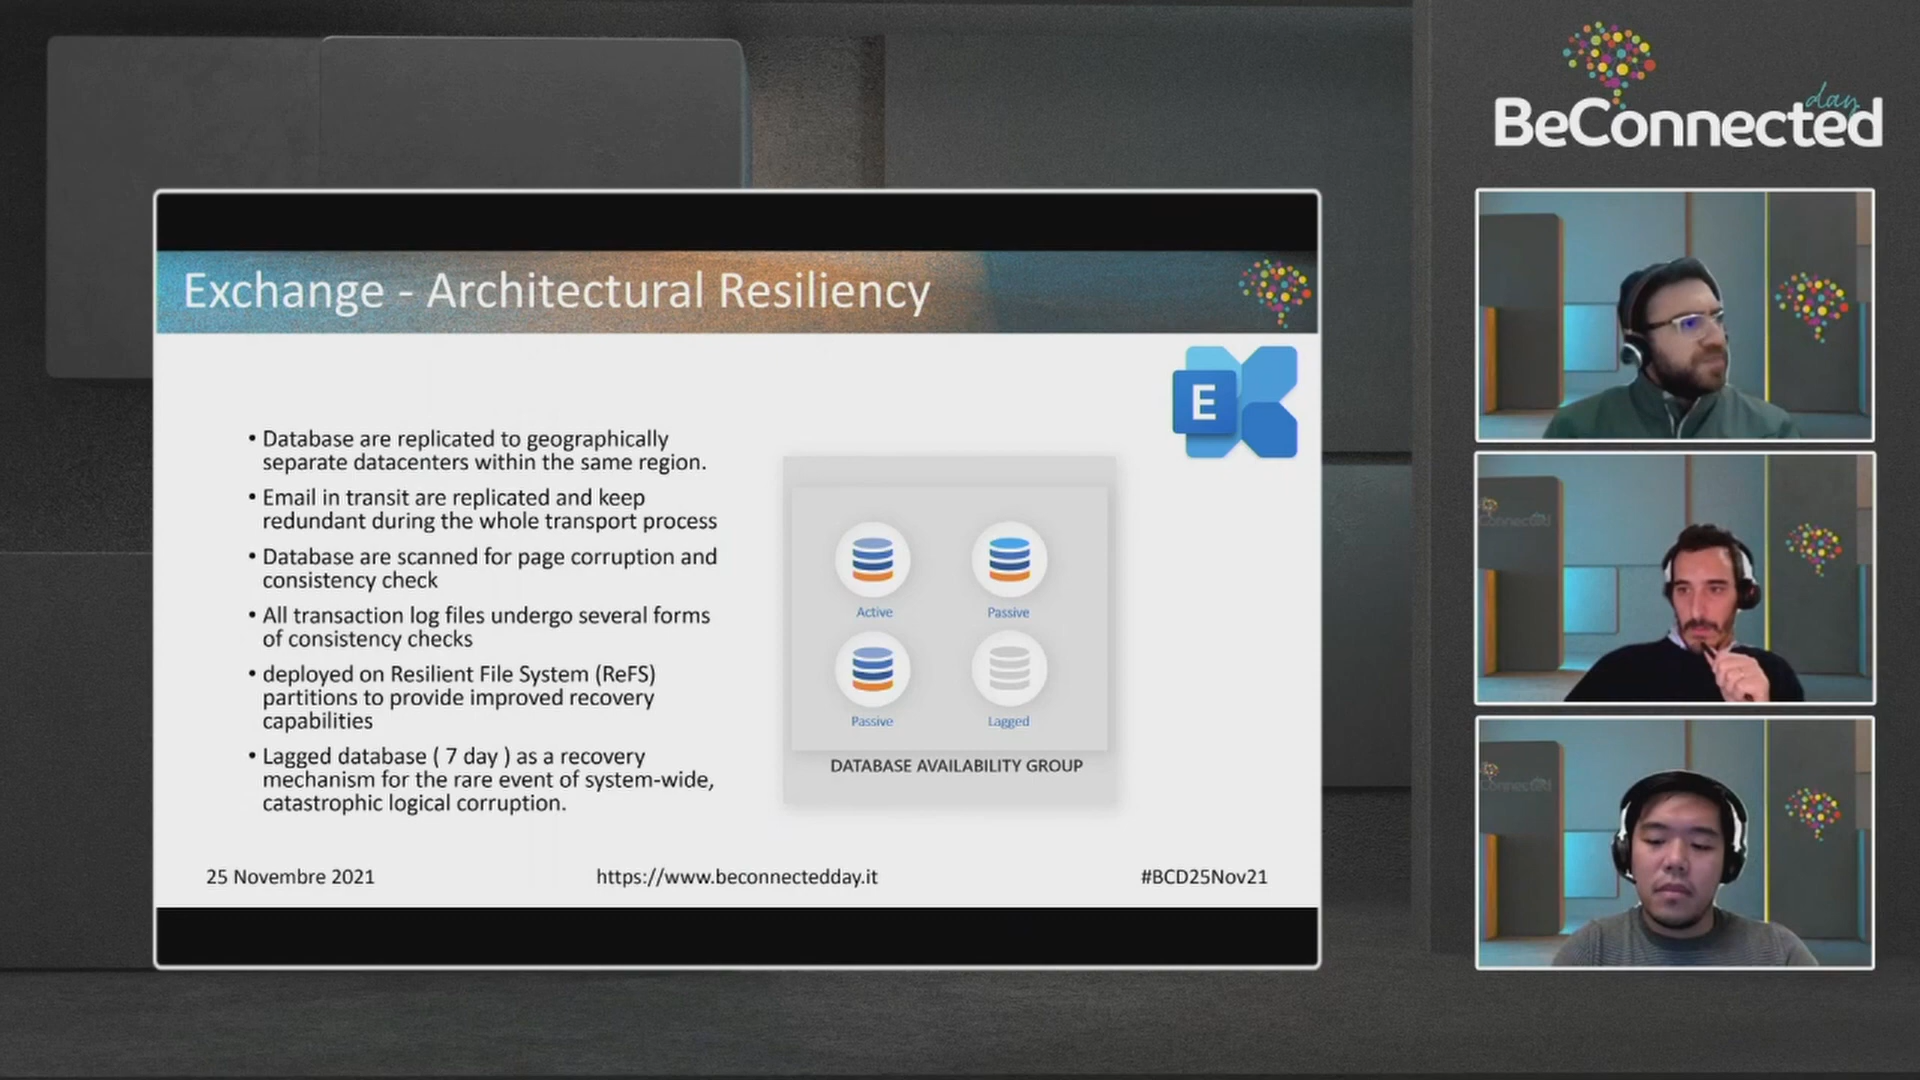 day
BeConnected
Exchange - Architectural Resiliency
E
• Database are replicated to geographically
separate datacenters within the same region.
• Email in transit are replicated and keep
redundant during the whole transport process
• Database are scanned for page corruption and
consistency check
• All transaction log files undergo several forms
of consistency checks
• deployed on Resilient File System (ReFS)
partitions to provide improved recovery
capabilities
• Lagged database ( 7 day ) as a recovery
mechanism for the rare event of system-wide,
catastrophic logical corruption.
Active
Passive
Passive
Lagged
DATABASE AVAILABILITY GROUP
25 Novembre 2021
https://www.beconnectedday.it
#BCD25Nov21
Connected
Connected